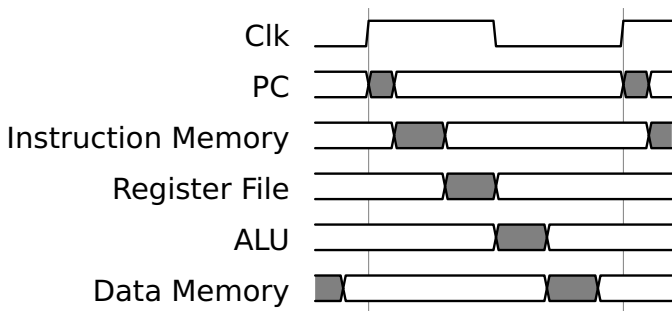 Clk
PC
Instruction Memory
Register File
ALU
Data Memory